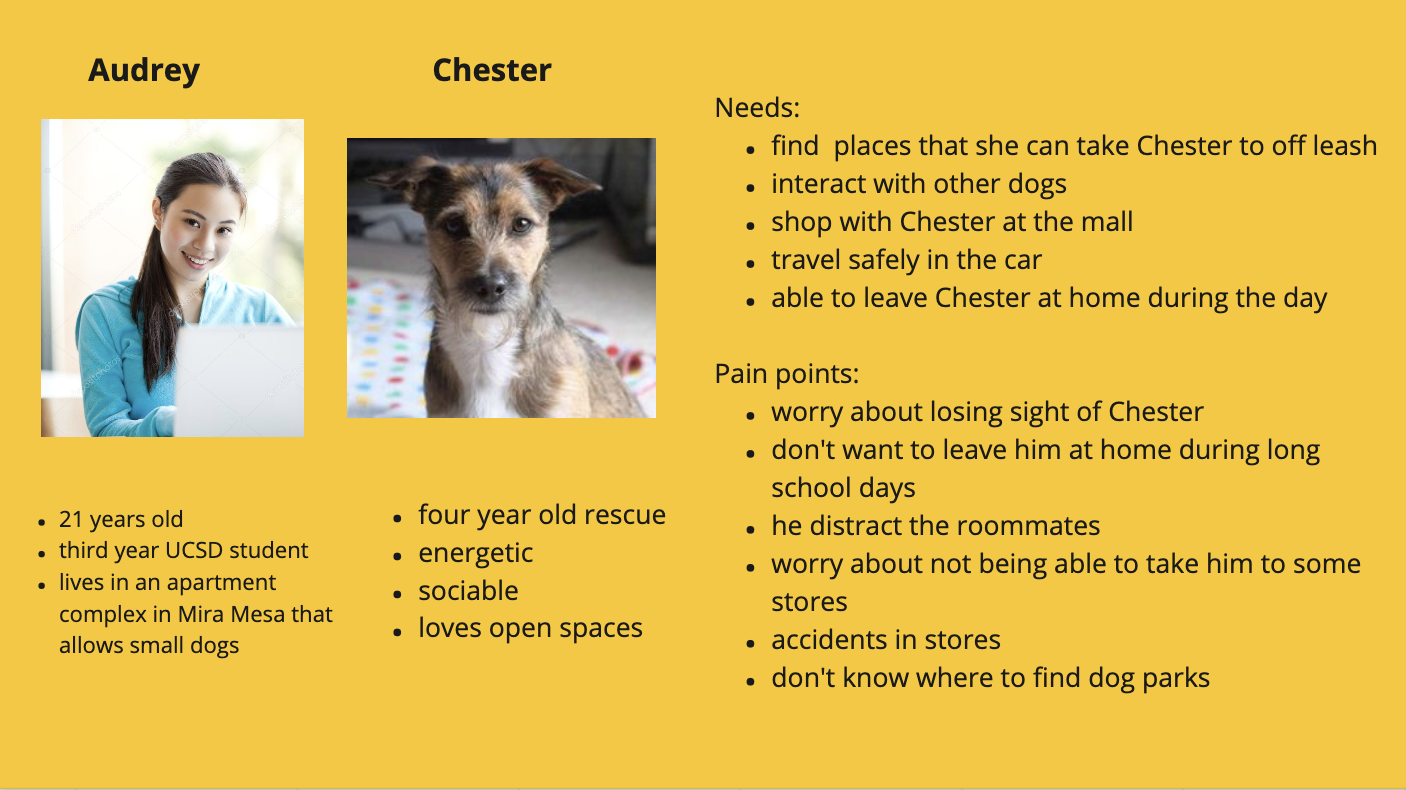 Audrey
Chester
21 years old
third year UCSD student
lives in an apartment
complex in Mira Mesa that
allows small dogs
four year old rescue
energetic
sociable
loves open spaces
Needs:
find  places that she can take Chester to off leash
interact with other dogs
shop with Chester at the mall
travel safely in the car
able to leave Chester at home during the day
Pain points:
worry about losing sight of Chester
don't want to leave him at home during long
school days
he distract the roommates
worry about not being able to take him to some
stores
accidents in stores
don't know where to find dog parks